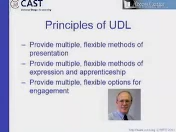 CAST
Principles of UDL
– Provide multiple, flexible methods of
presentation
– Provide multiple, flexible methods of
expression and apprenticeship
– Provide multiple, flexible options for
engagement